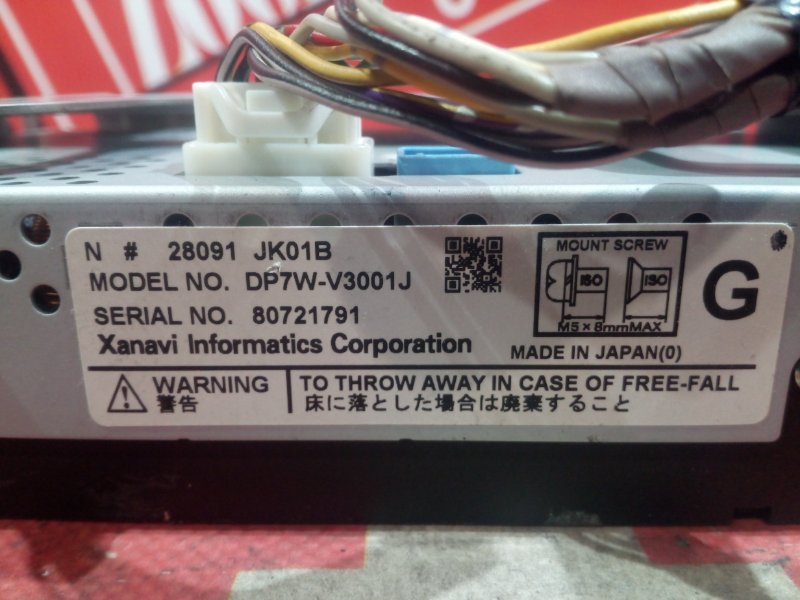 N # 28091 JK01B
MODEL NO. DP7W-V3001J
SERIAL NO. 80721791
Xanavi Informatics Corporation
MOUNT SCREW
ISO ISO
M5×8mmMAX
G
MADE IN JAPAN(0)
WARNING
警告
TO THROW AWAY IN CASE OF FREE-FALL
床に落とした場合は廃棄すること